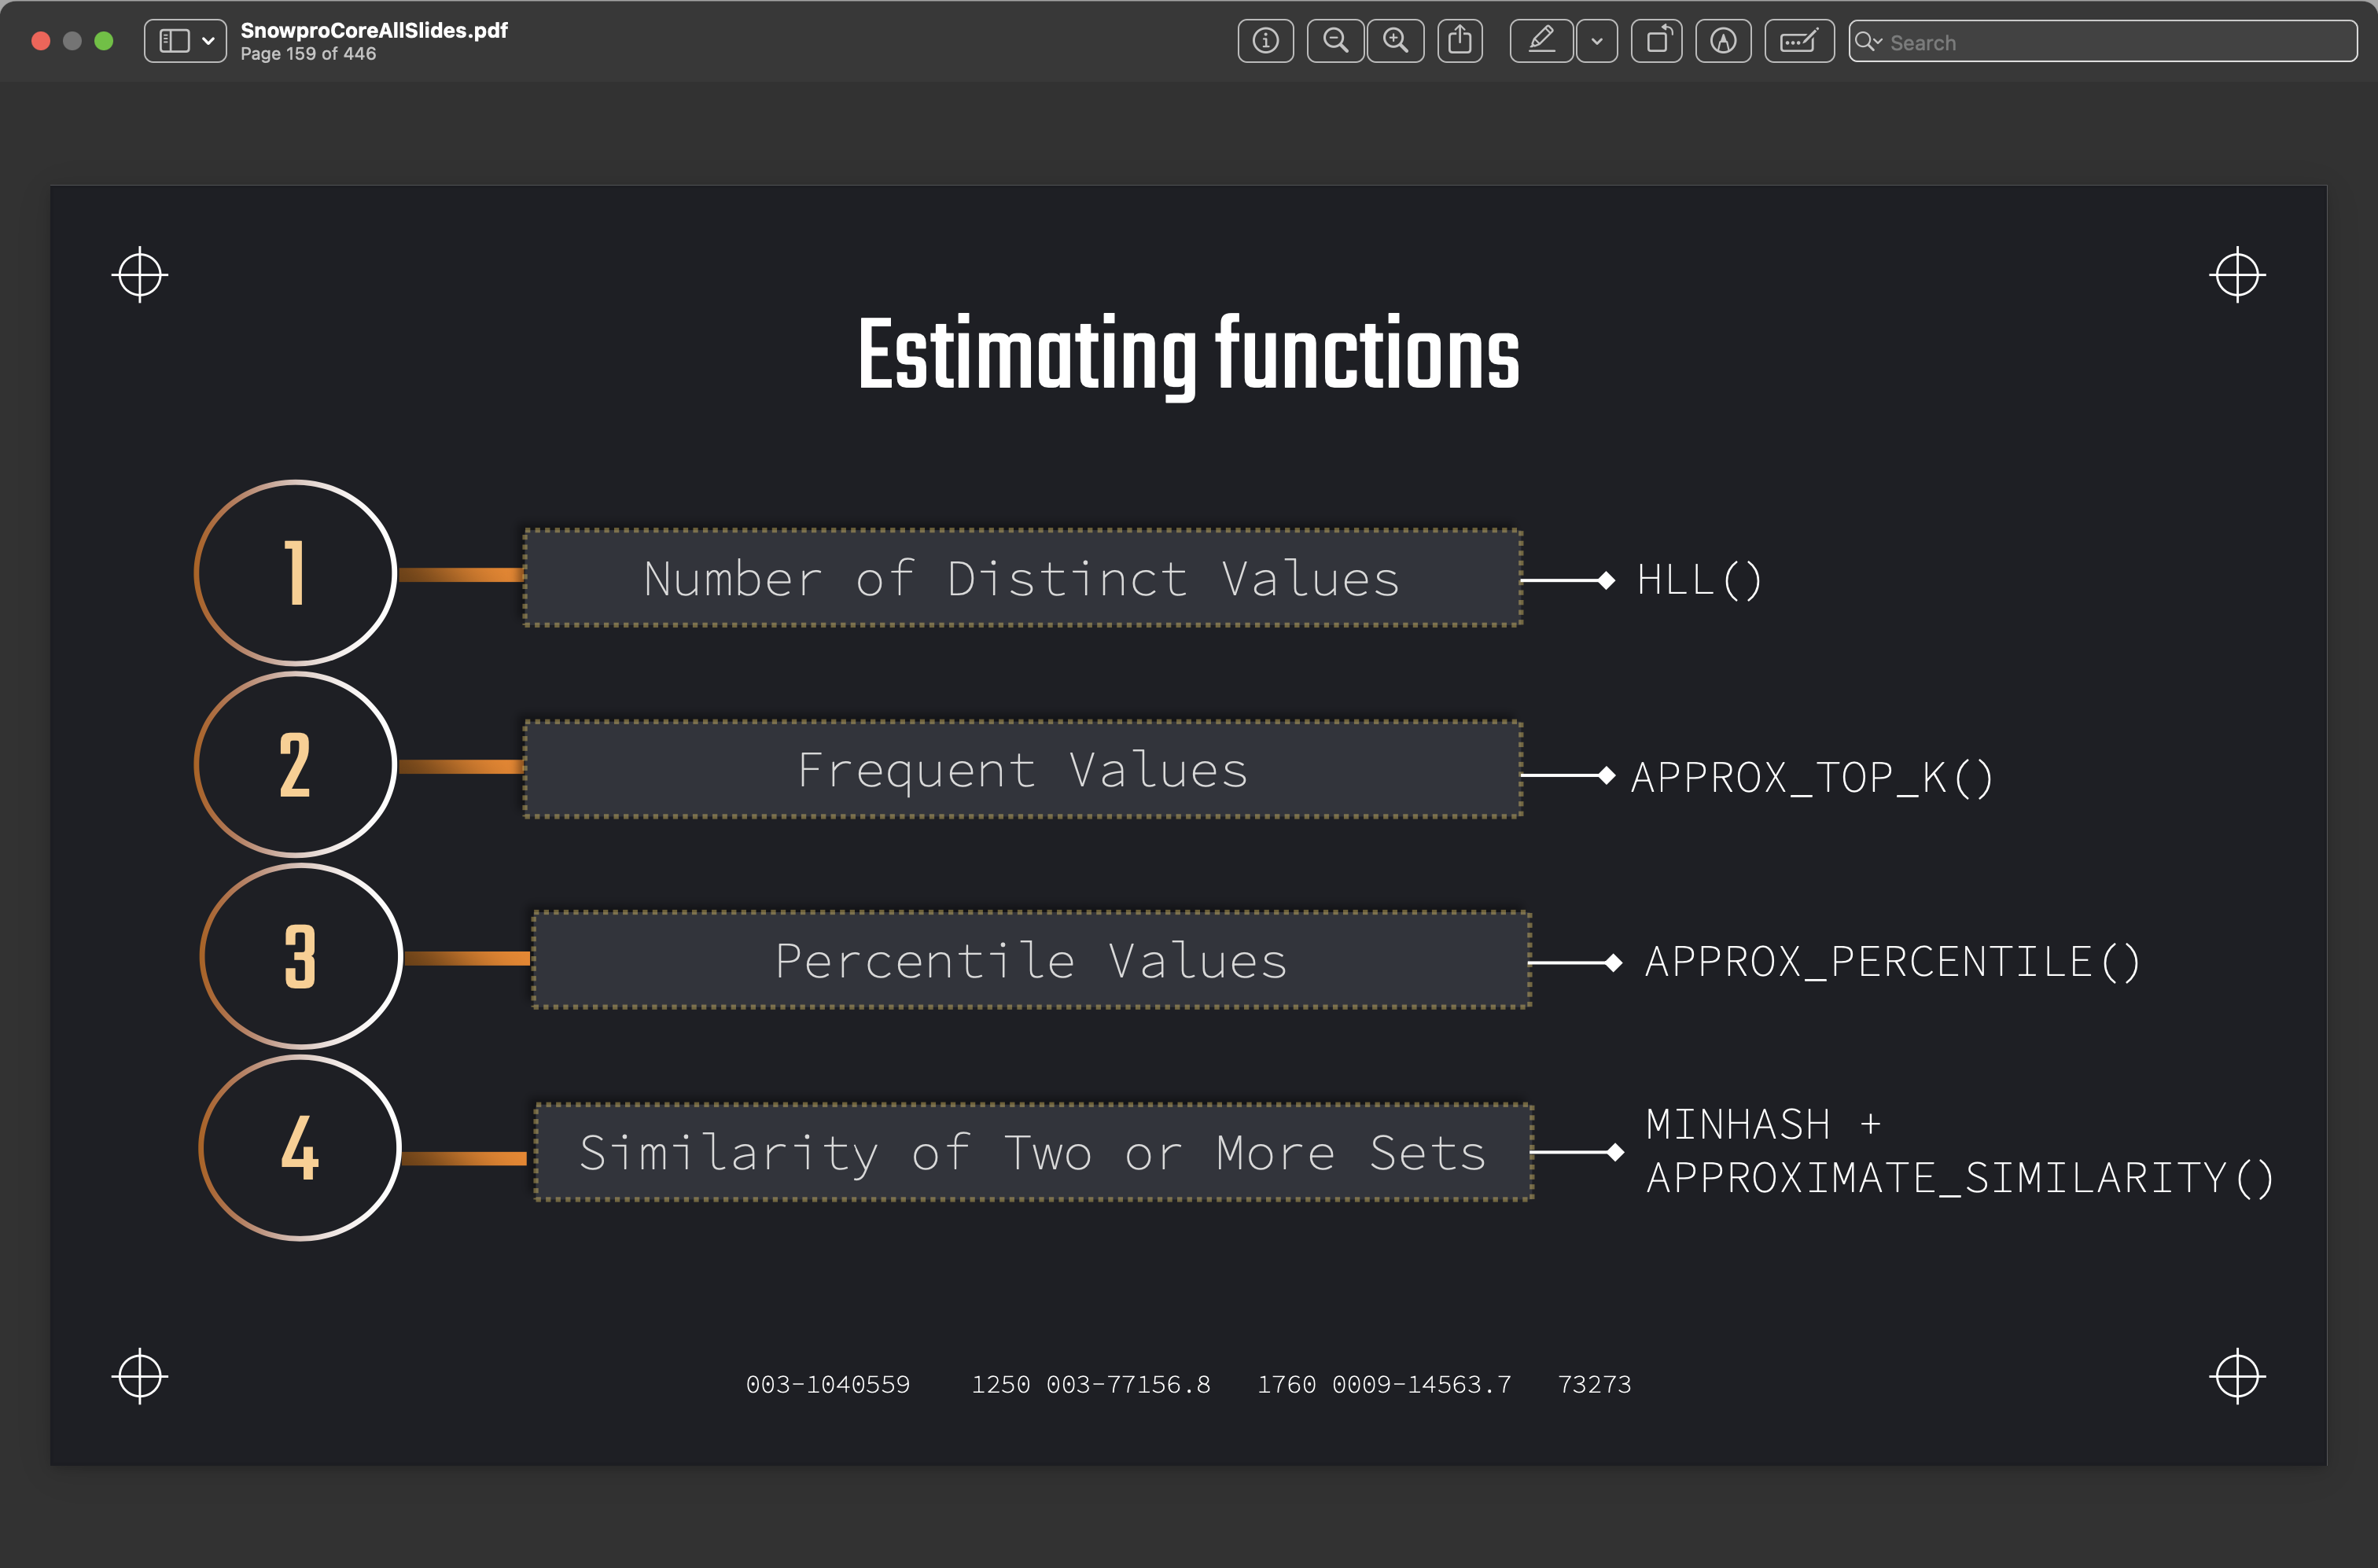 SnowproCoreAllSlides.pdf
Page 159 of 446
Search
Estimating functions
1
Number of Distinct Values
HLL()
2
Frequent Values
APPROX_TOP_K()
3
Percentile Values
APPROX_PERCENTILE()
4
Similarity of Two or More Sets
MINHASH +
APPROXIMATE_SIMILARITY()
003-1040559 1250 003-77156.8 1760 0009-14563.7 73273